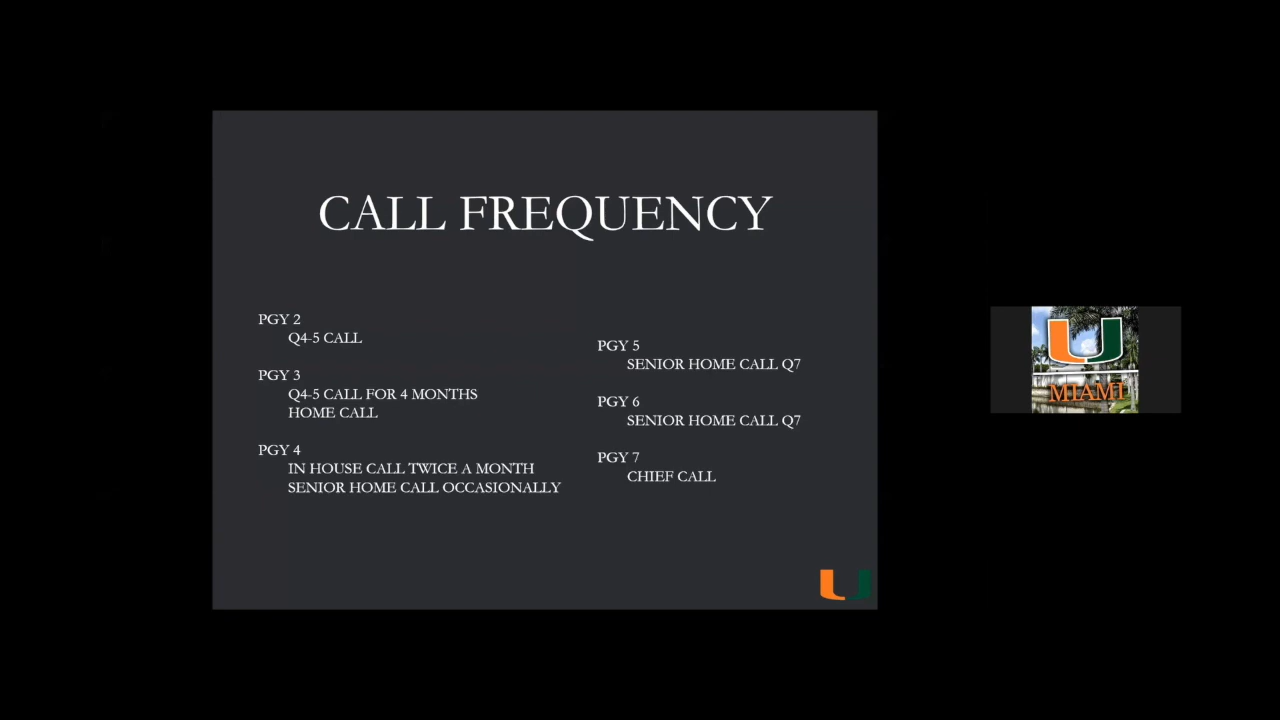 CALL FREQUENCY
PGY 2
Q4-5 CALL
PGY 3
Q4-5 CALL FOR 4 MONTHS
HOME CALL
PGY 4
IN HOUSE CALL TWICE A MONTH
SENIOR HOME CALL OCCASIONALLY
PGY 5
SENIOR HOME CALL Q7
PGY 6
SENIOR HOME CALL Q7
PGY 7
CHIEF CALL
U
U
MIAMI